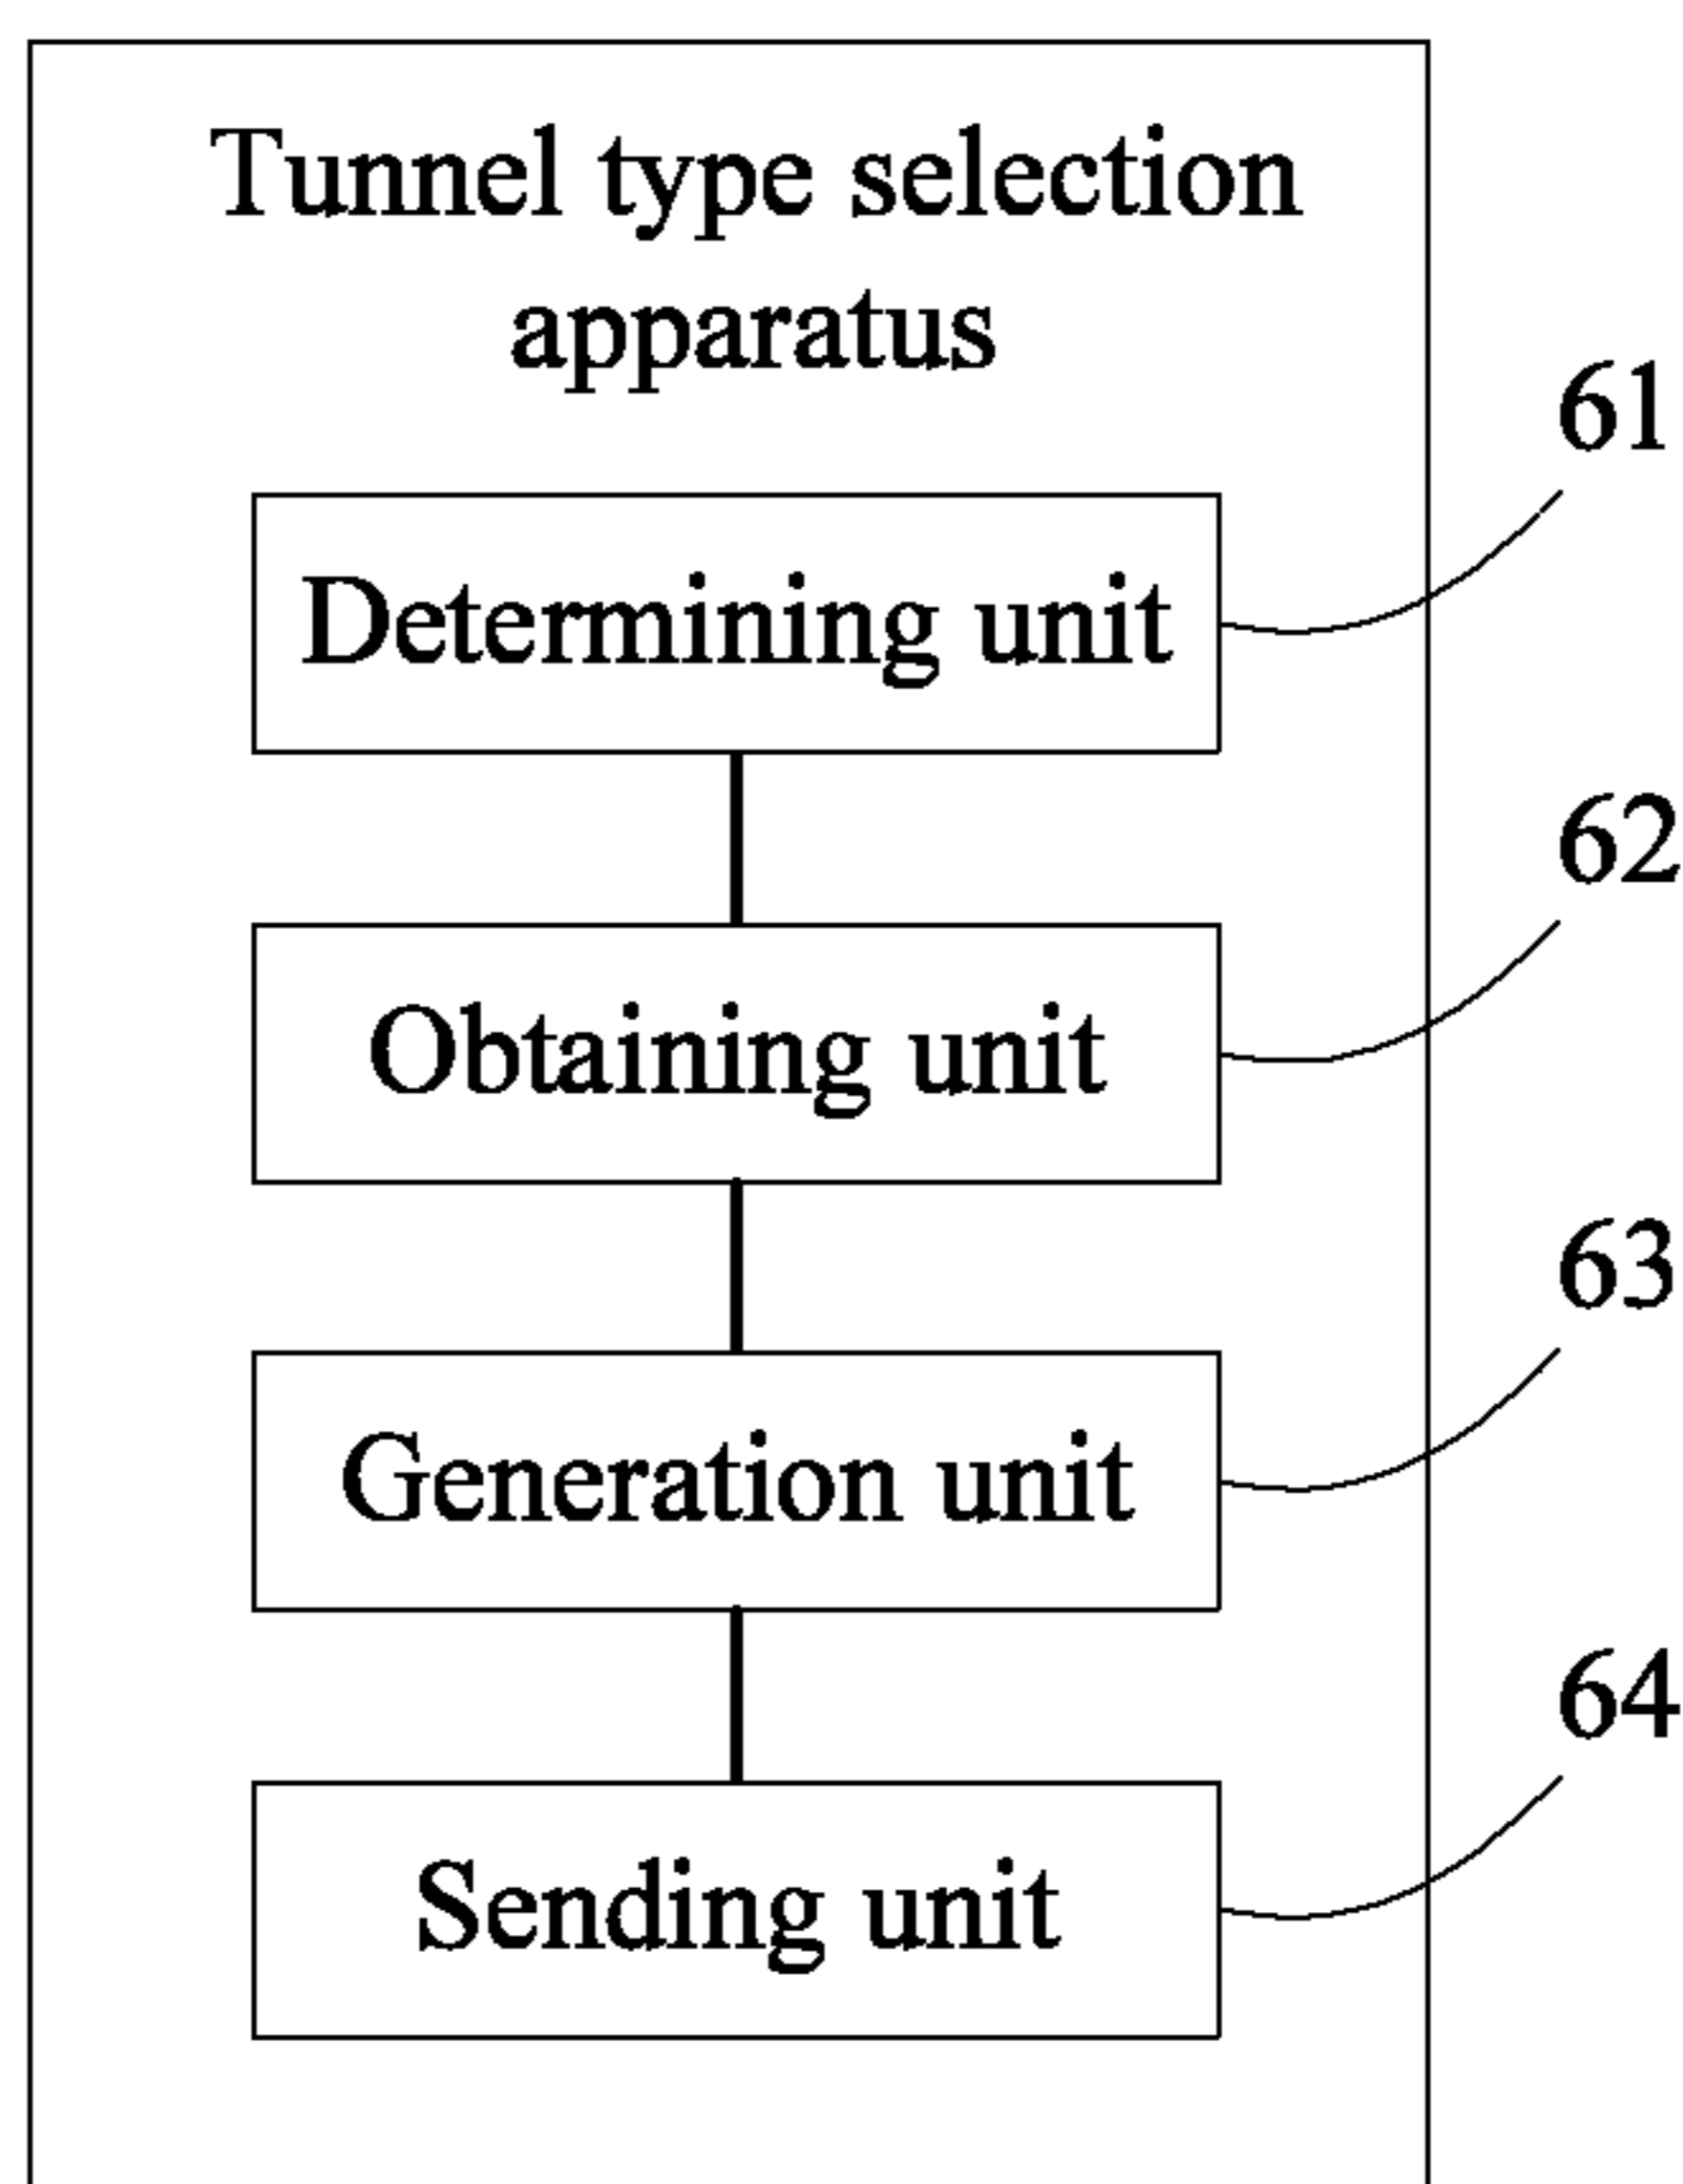 Tunnel type selection
apparatus
61
Determining unit
62
Obtaining unit
63
Generation unit
64
Sending unit